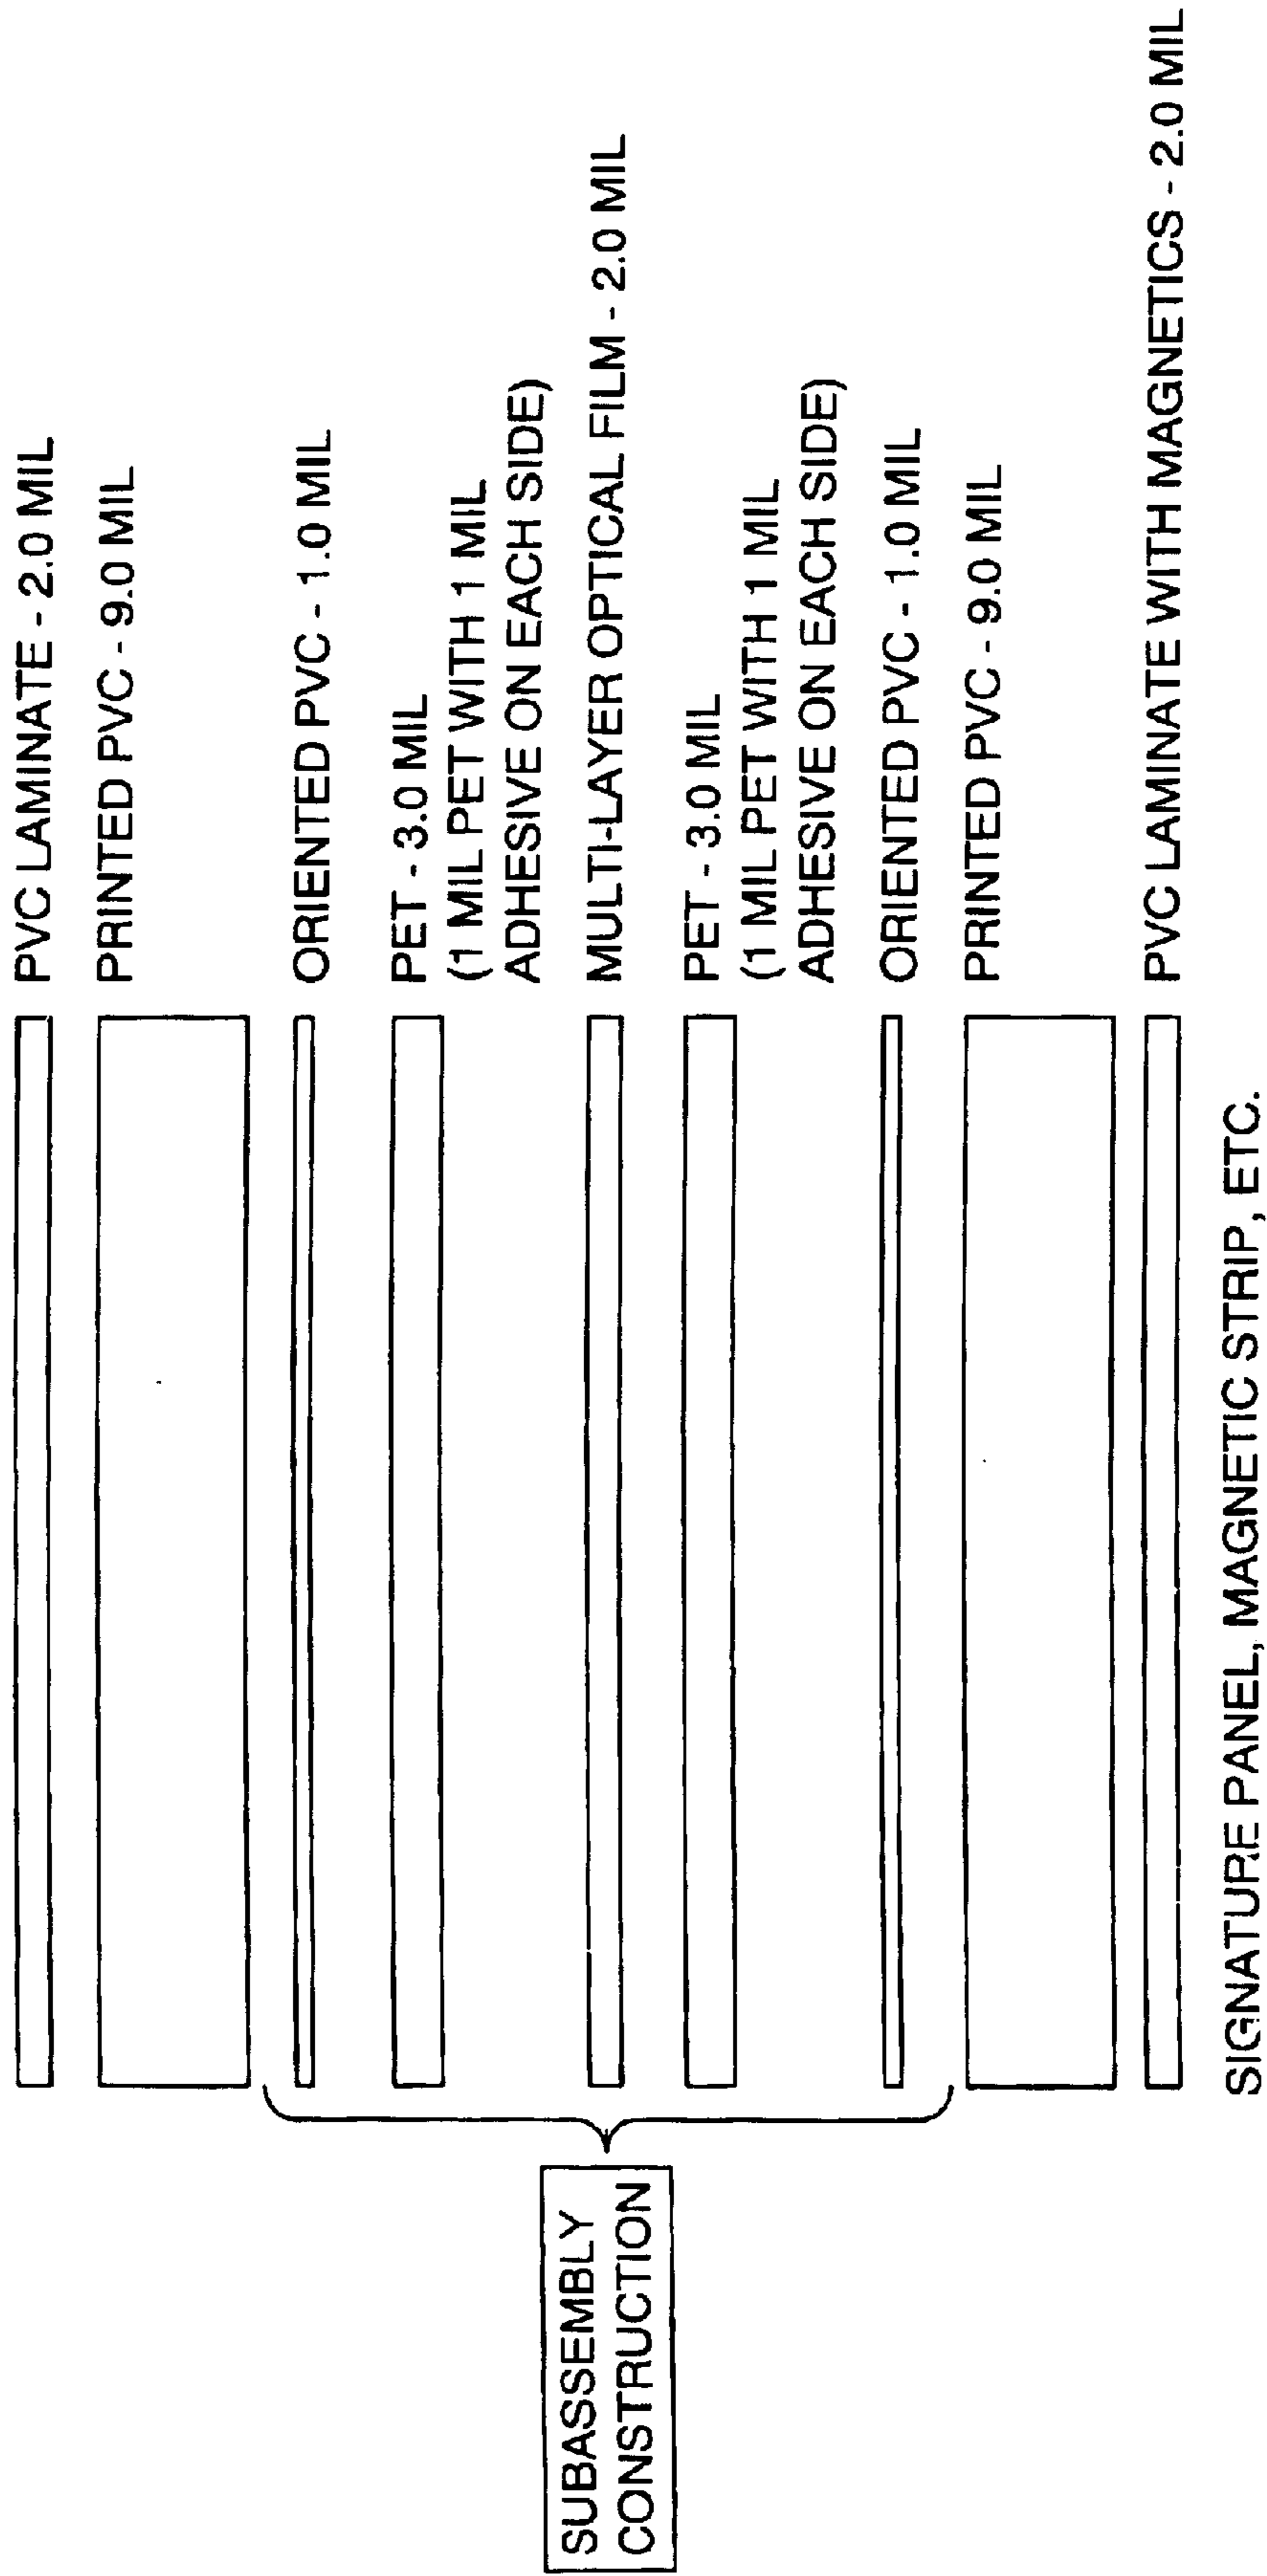 PVC LAMINATE - 2.0 MIL
PRINTED PVC - 9.0 MIL
ORIENTED PVC - 1.0 MIL
PET - 3.0 MIL
(1 MIL PET WITH 1 MIL
ADHESIVE ON EACH SIDE)
SUBASSEMBLY
CONSTRUCTION
MULTI-LAYER OPTICAL FILM - 2.0 MIL
PET - 3.0 MIL
(1 MIL PET WITH 1 MIL
ADHESIVE ON EACH SIDE)
ORIENTED PVC - 1.0 MIL
PRINTED PVC - 9.0 MIL
PVC LAMINATE WITH MAGNETICS - 2.0 MIL
SIGNATURE PANEL, MAGNETIC STRIP, ETC.